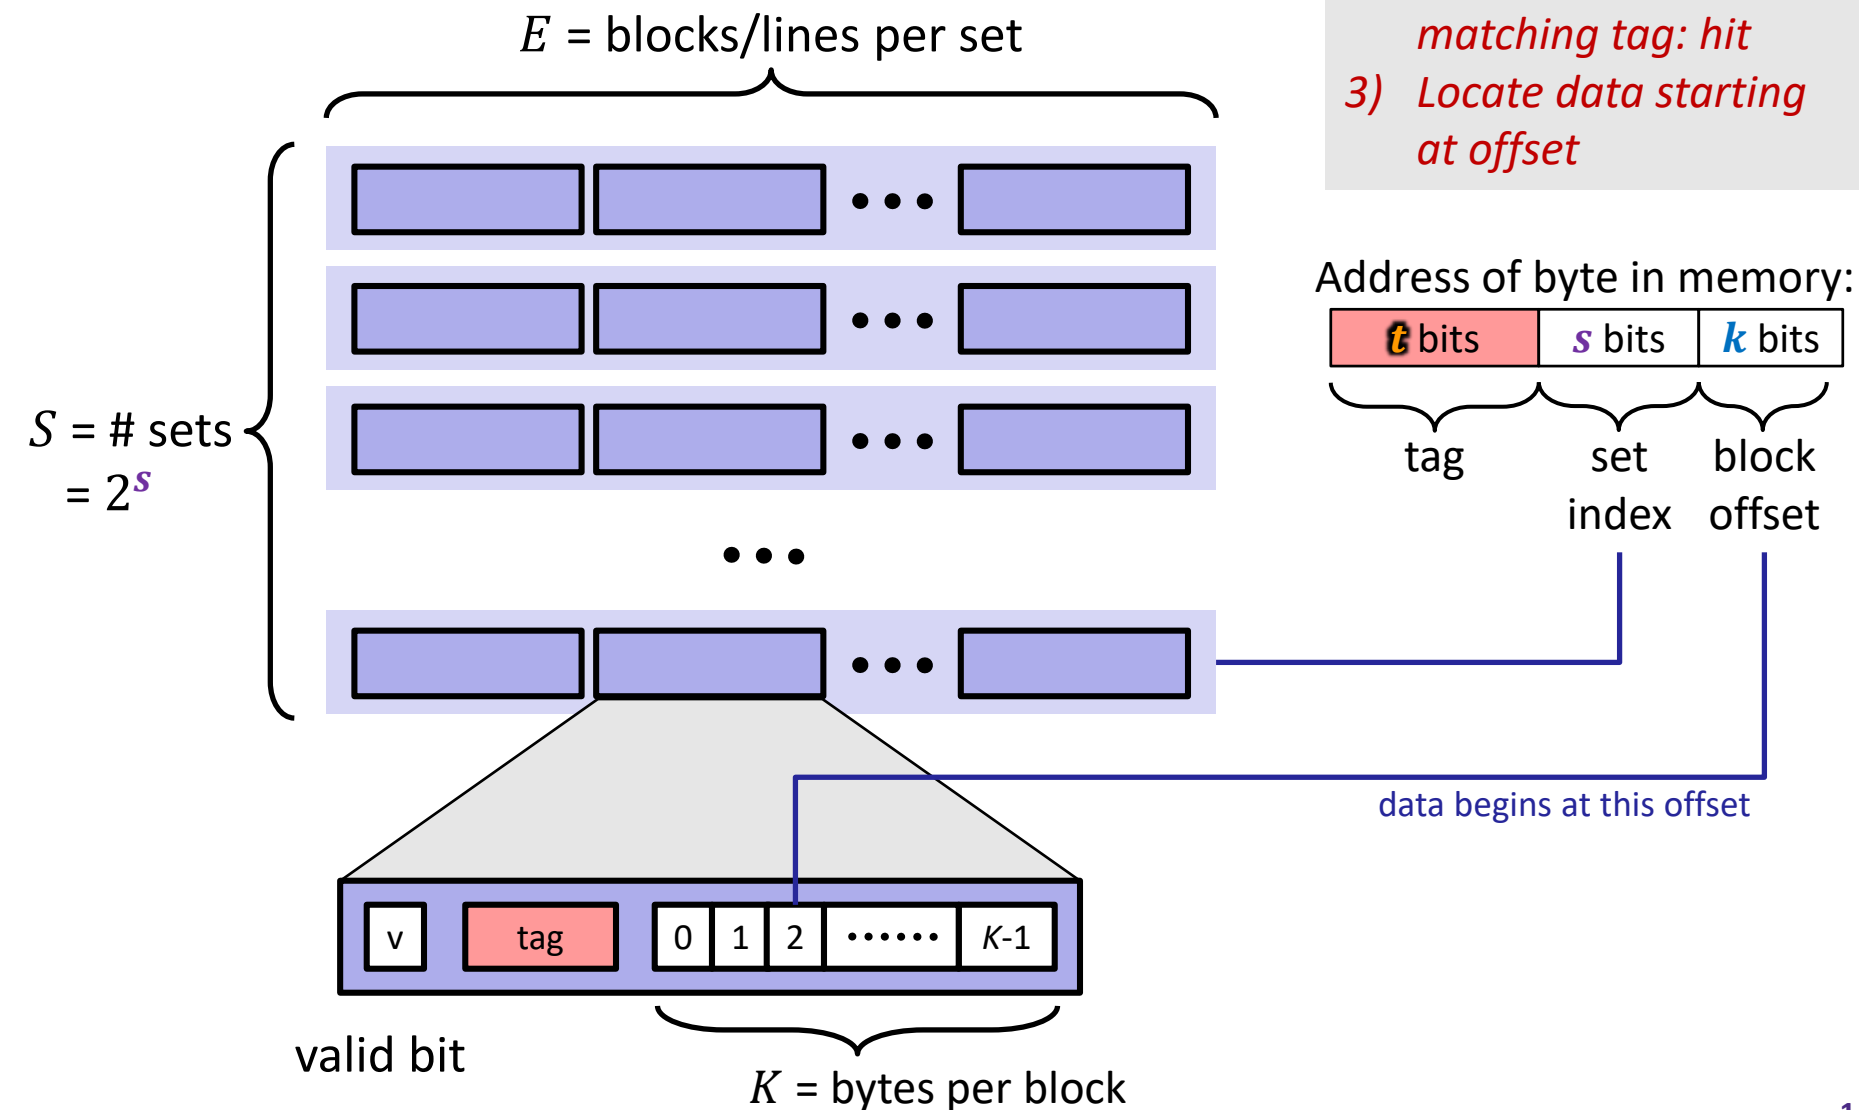 E = blocks/lines per set
matching tag: hit
3) Locate data starting
at offset
Address of byte in memory:
t bits s bits k bits
tag set index block offset
S = # sets
= 2^s
data begins at this offset
v tag 0 1 2 ······ K-1
valid bit
K = bytes per block